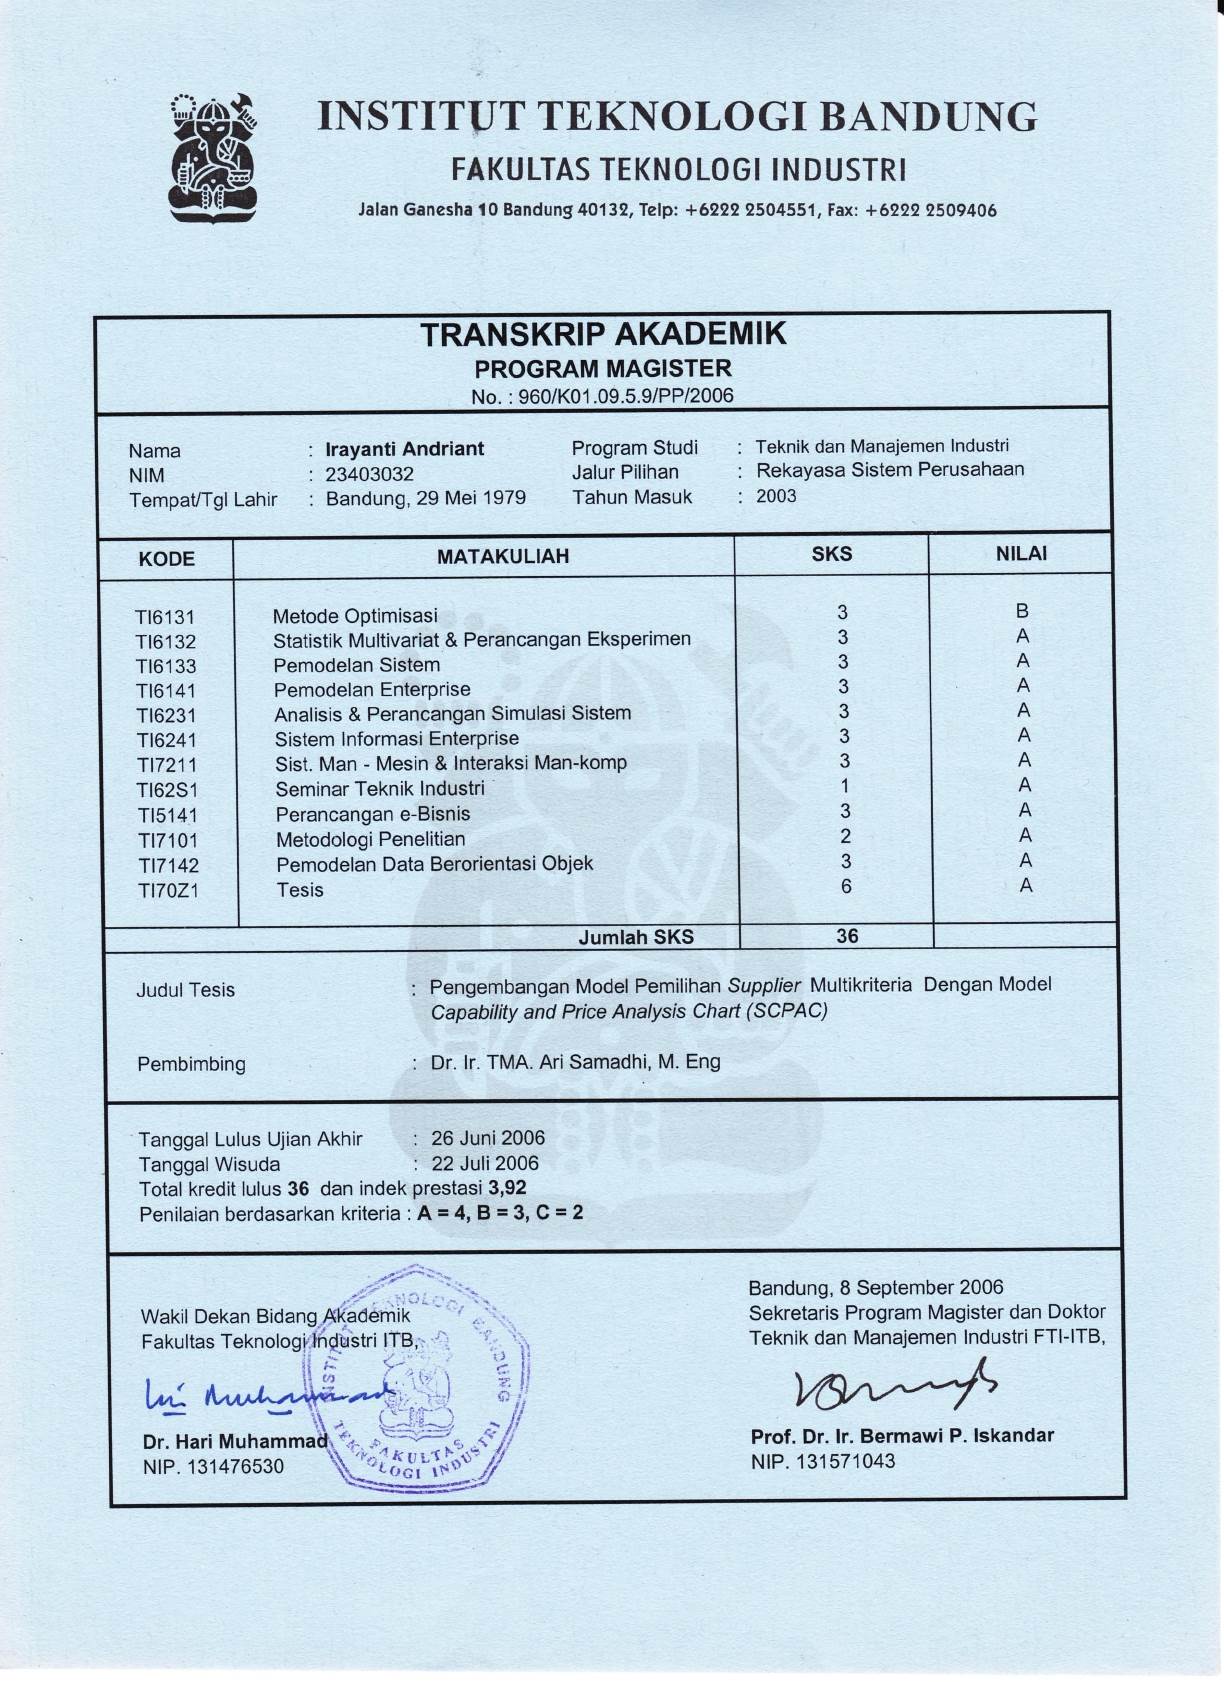 INSTITUT TEKNOLOGI BANDUNG
FAKULTAS TEKNOLOGI INDUSTRI
Jalan Ganesha 10 Bandung 40132, Telp: +6222 2504551, Fax: +6222 2509406
TRANSKRIP AKADEMIK
PROGRAM MAGISTER
No. : 960/K01.09.5.9/PP/2006
Nama : Irayanti Andriant Program Studi : Teknik dan Manajemen Industri
NIM : 23403032 Jalur Pilihan : Rekayasa Sistem Perusahaan
Tempat/Tgl Lahir : Bandung, 29 Mei 1979 Tahun Masuk : 2003
KODE MATAKULIAH SKS NILAI
TI6131 Metode Optimisasi 3 B
TI6132 Statistik Multivariat & Perancangan Eksperimen 3 A
TI6133 Pemodelan Sistem 3 A
TI6141 Pemodelan Enterprise 3 A
TI6231 Analisis & Perancangan Simulasi Sistem 3 A
TI6241 Sistem Informasi Enterprise 3 A
TI7211 Sist. Man - Mesin & Interaksi Man-komp 3 A
TI62S1 Seminar Teknik Industri 1 A
TI5141 Perancangan e-Bisnis 3 A
TI7101 Metodologi Penelitian 2 A
TI7142 Pemodelan Data Berorientasi Objek 3 A
TI70Z1 Tesis 6 A
Jumlah SKS 36
Judul Tesis : Pengembangan Model Pemilihan Supplier Multikriteria Dengan Model
Capability and Price Analysis Chart (SCPAC)
Pembimbing : Dr. Ir. TMA. Ari Samadhi, M. Eng
Tanggal Lulus Ujian Akhir : 26 Juni 2006
Tanggal Wisuda : 22 Juli 2006
Total kredit lulus 36 dan indek prestasi 3,92
Penilaian berdasarkan kriteria : A = 4, B = 3, C = 2
Bandung, 8 September 2006
Wakil Dekan Bidang Akademik Sekretaris Program Magister dan Doktor
Fakultas Teknologi Industri ITB, Teknik dan Manajemen Industri FTI-ITB,
INSTITUT TEKNOLOGI BANDUNG
FAKULTAS
TEKNOLOGI INDUSTRI
Dr. Hari Muhammad Prof. Dr. Ir. Bermawi P. Iskandar
NIP. 131476530 NIP. 131571043